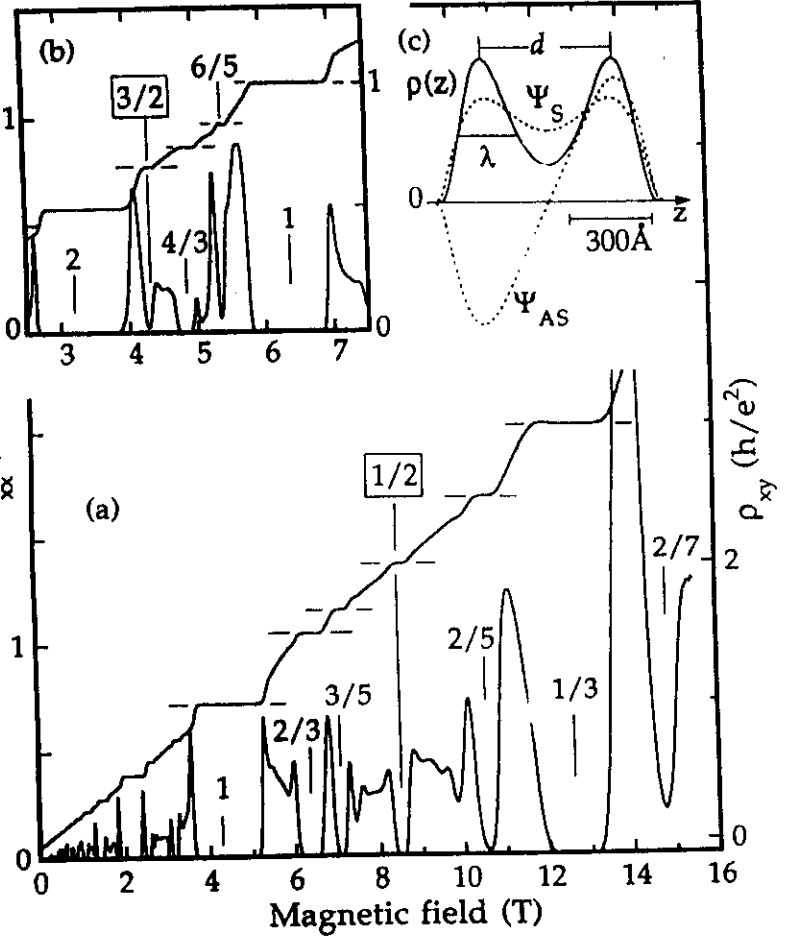 (b)
3/2
6/5
4/3
2
1
1
1
0
0
3 4 5 6 7
(c)
d
ρ(z)
Ψ_S
λ
0
z
300Å
Ψ_AS
(a)
xx
1/2
2/7
2/5
1/3
3/5
2/3
1
1
0
2
0
ρ_xy (h/e²)
0 2 4 6 8 10 12 14 16
Magnetic field (T)